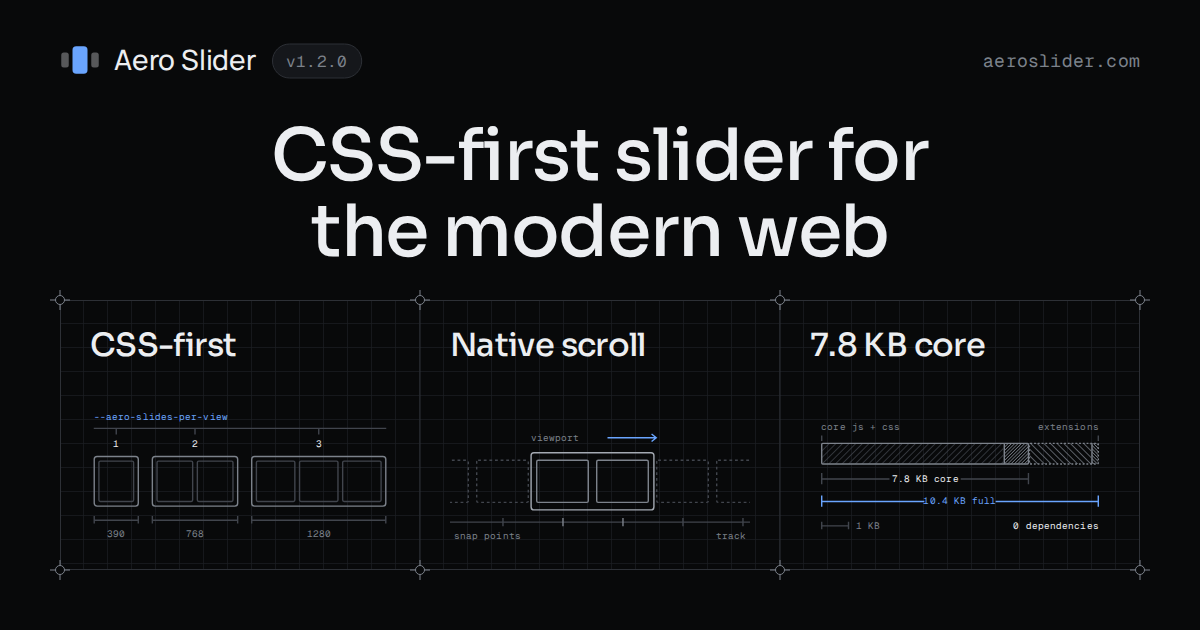 Aero Slider
v1.2.0
aeroslider.com
CSS-first slider for
the modern web
CSS-first
--aero-slides-per-view
1
2
3
390
768
1280
Native scroll
viewport
snap points
track
7.8 KB core
core js + css
extensions
7.8 KB core
10.4 KB full
1 KB
0 dependencies